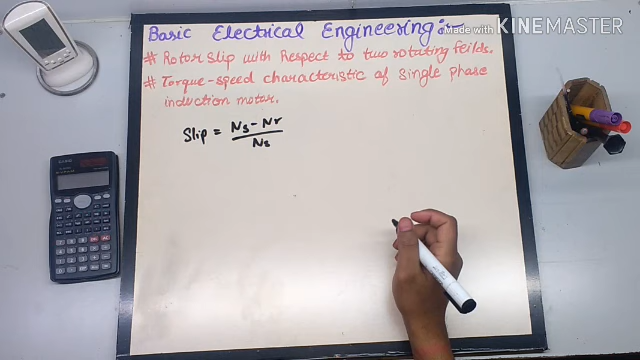 Basic Electrical Engineering:-
Made with KINEMASTER
# Rotor slip with Respect to two rotating feilds.
# Torque-speed characteristic of single phase
induction motor.
Slip = Ns - Nr
Ns
CASIO